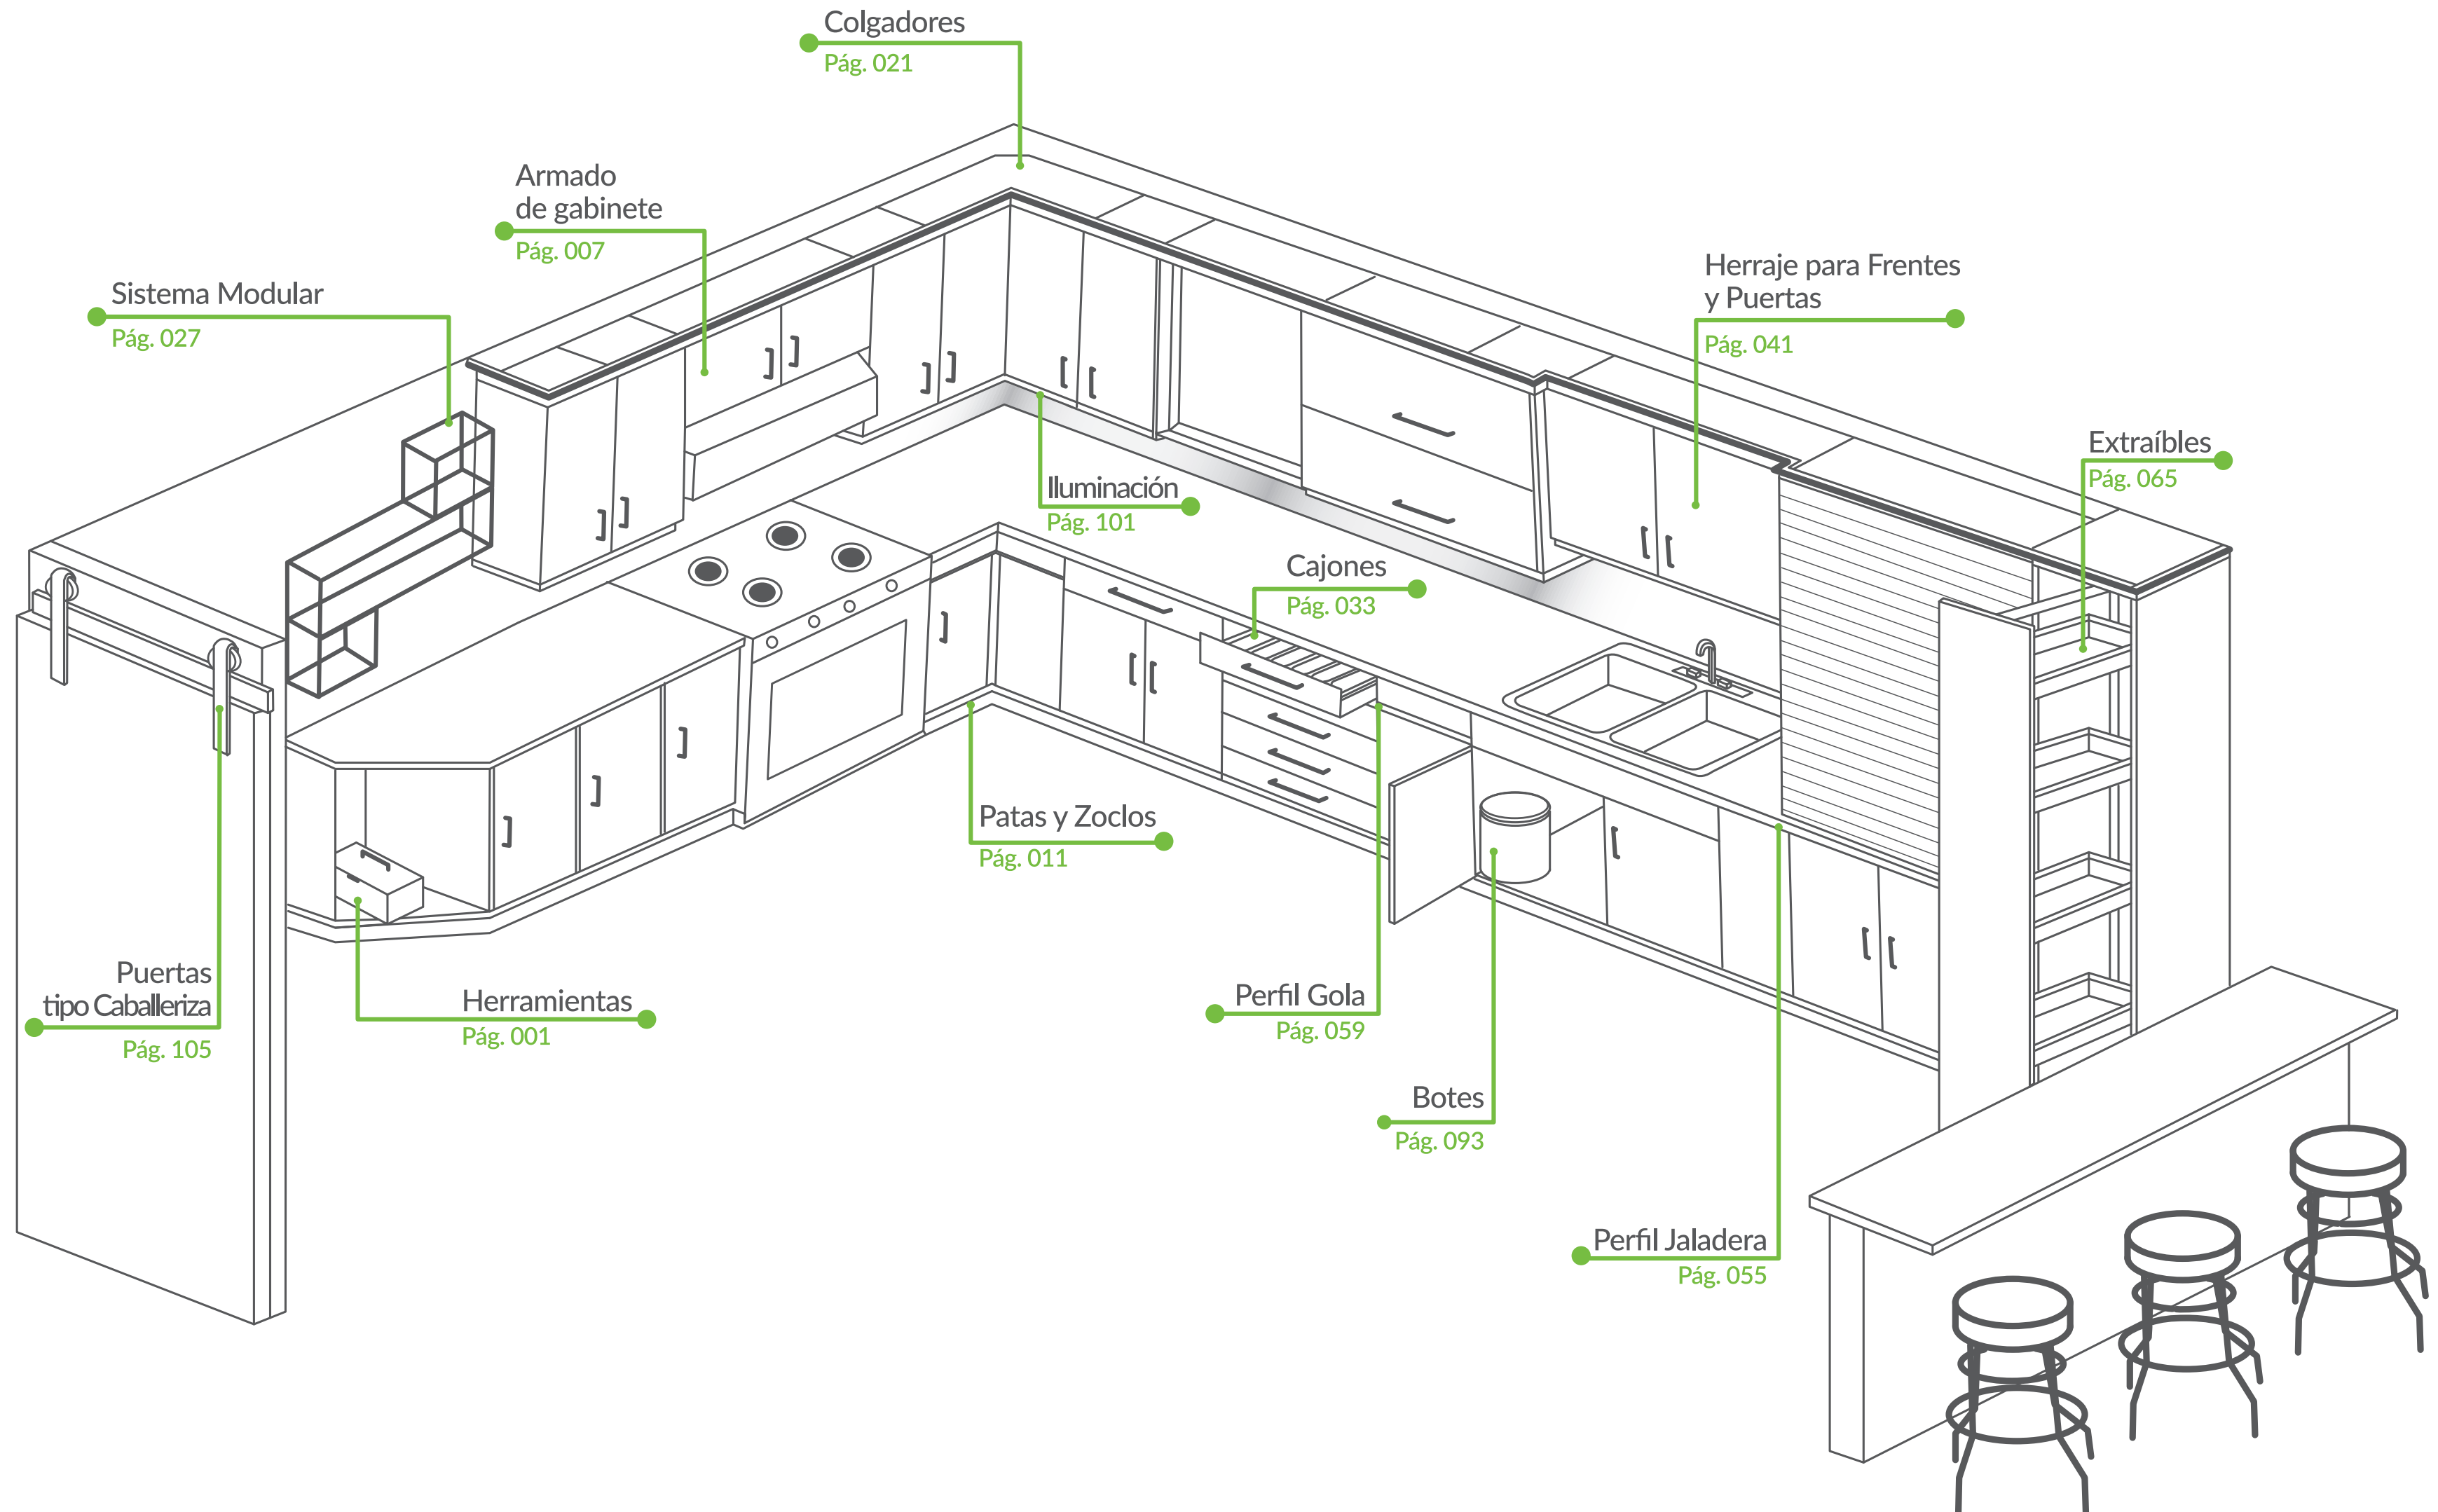 Colgadores
Pág. 021
Armado
de gabinete
Pág. 007
Sistema Modular
Pág. 027
Herraje para Frentes
y Puertas
Pág. 041
Extraíbles
Pág. 065
Iluminación
Pág. 101
Cajones
Pág. 033
Patas y Zoclos
Pág. 011
Puertas
tipo Caballeriza
Pág. 105
Herramientas
Pág. 001
Perfil Gola
Pág. 059
Botes
Pág. 093
Perfil Jaladera
Pág. 055